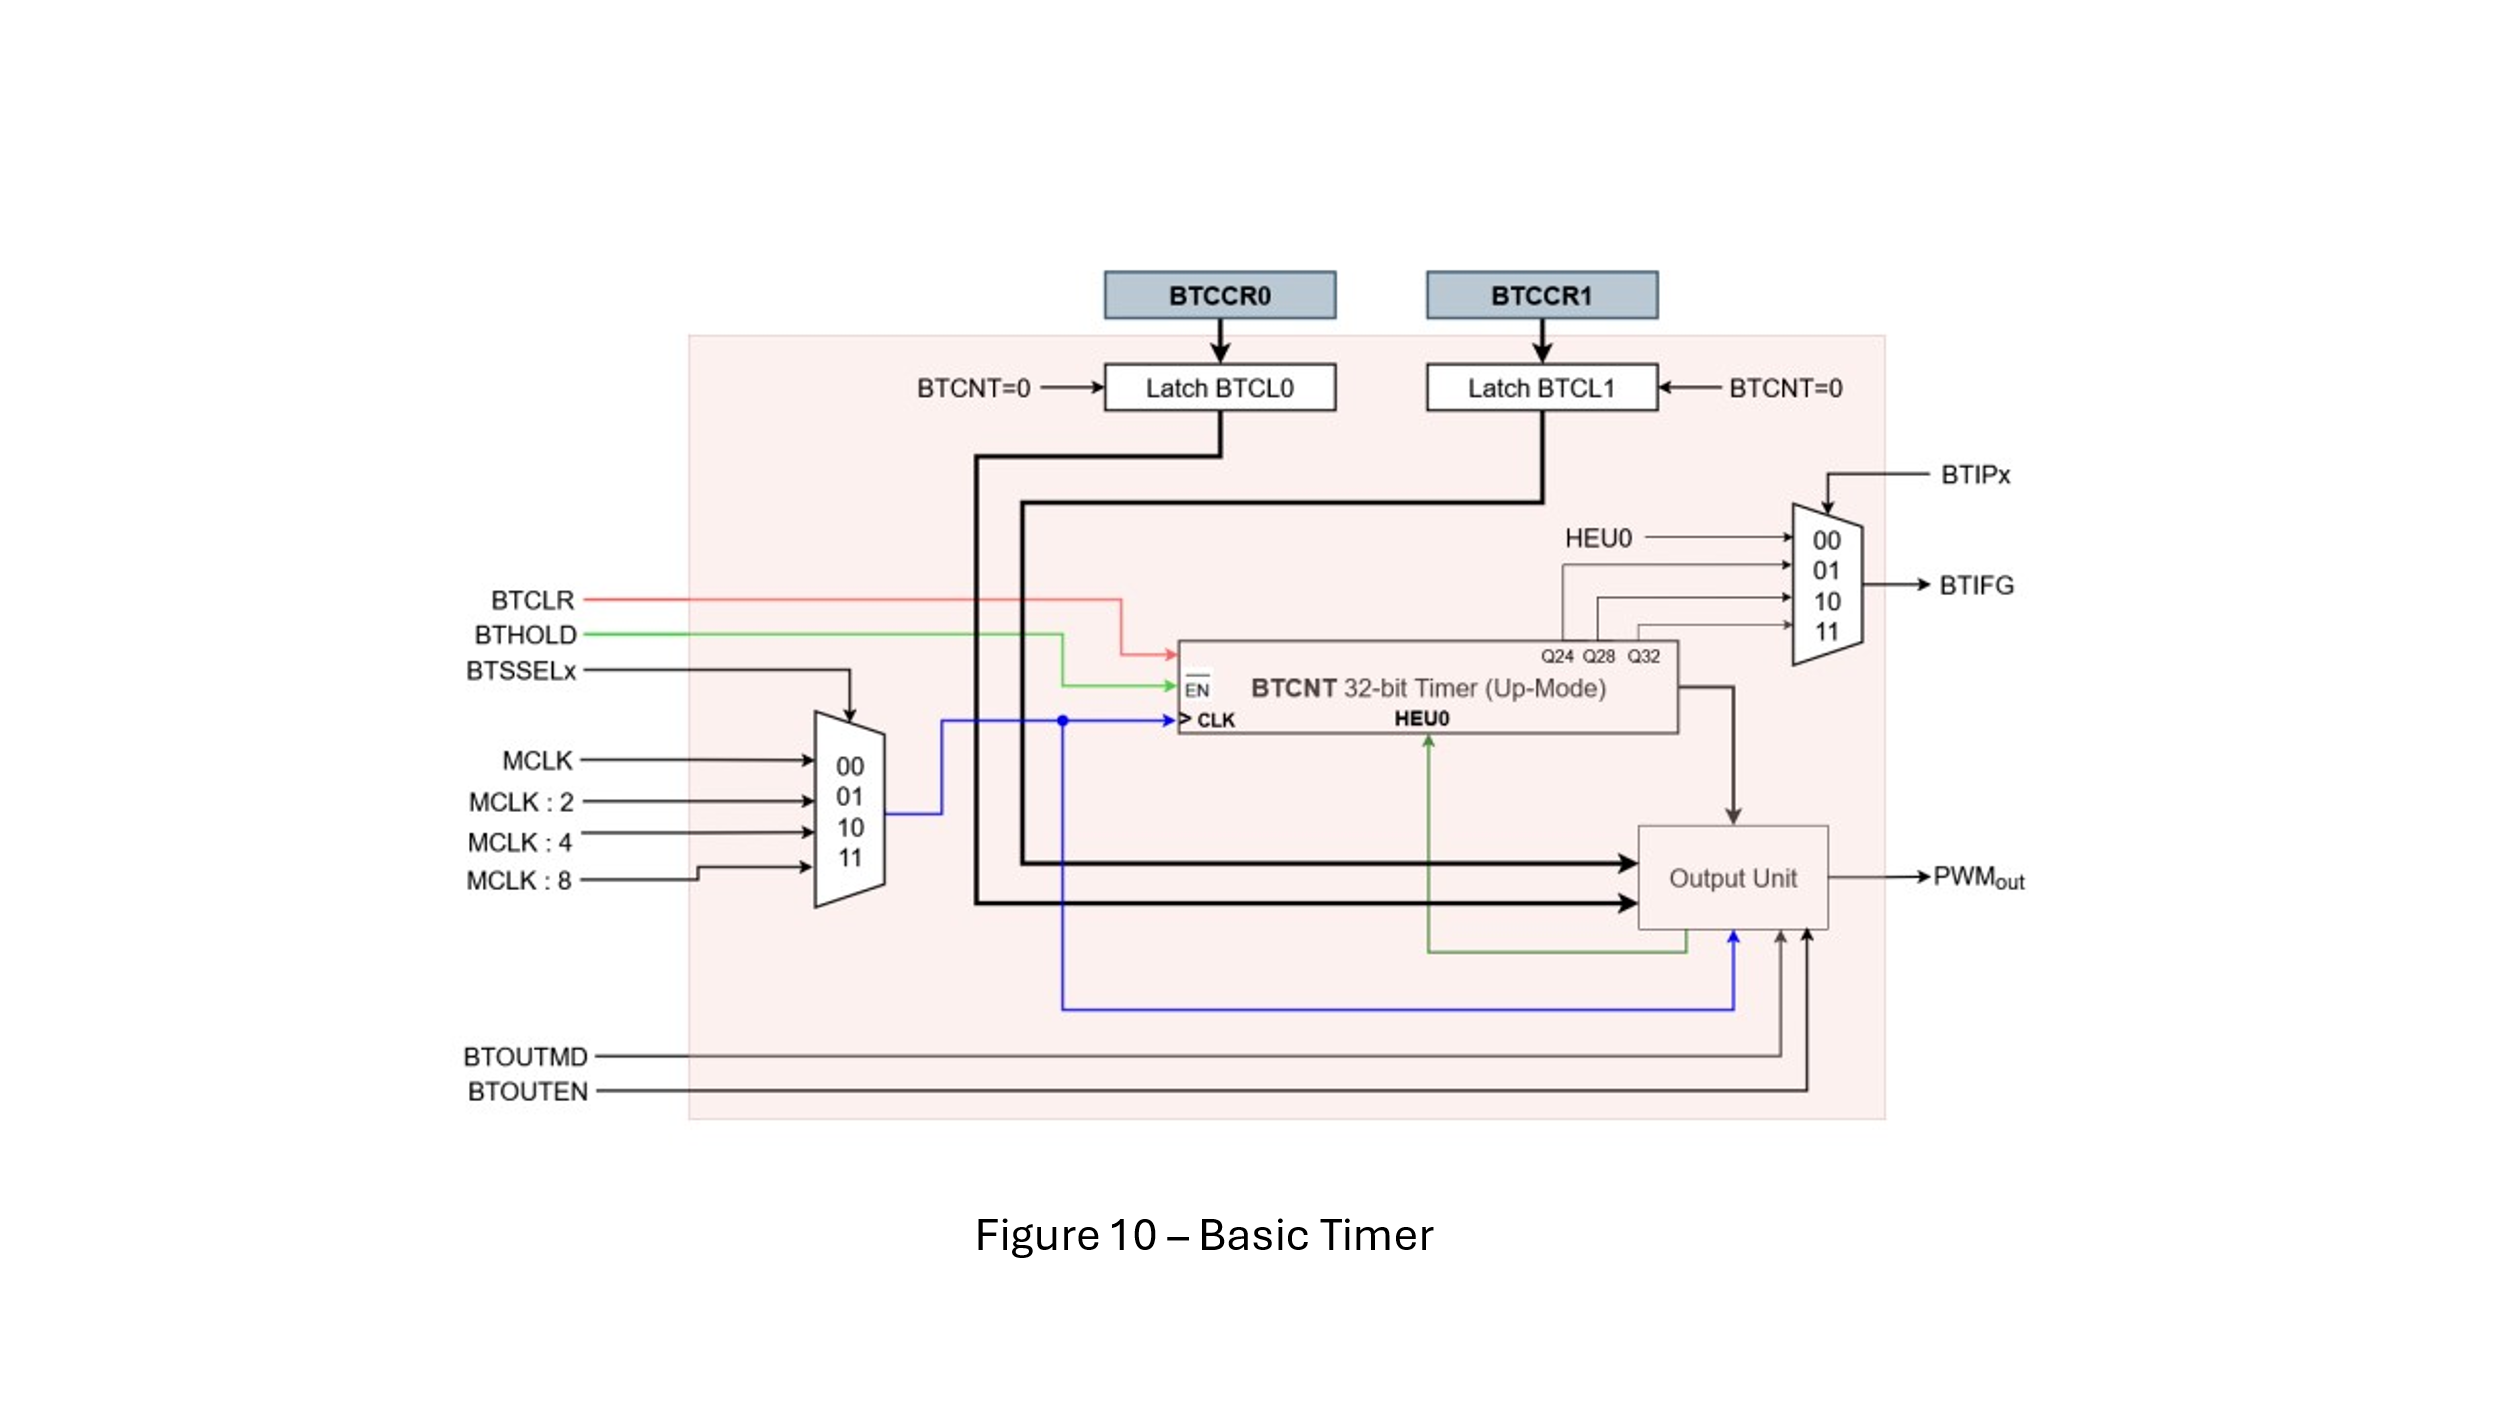 BTCCR0
BTCCR1
BTCNT=0
Latch BTCL0
Latch BTCL1
BTCNT=0
BTIPx
HEU0
00
01
10
11
BTIFG
BTCLR
BTHOLD
BTSSELx
Q24 Q28 Q32
EN
BTCNT 32-bit Timer (Up-Mode)
> CLK
HEU0
MCLK
MCLK : 2
MCLK : 4
MCLK : 8
00
01
10
11
Output Unit
PWMout
BTOUTMD
BTOUTEN
Figure 10 – Basic Timer